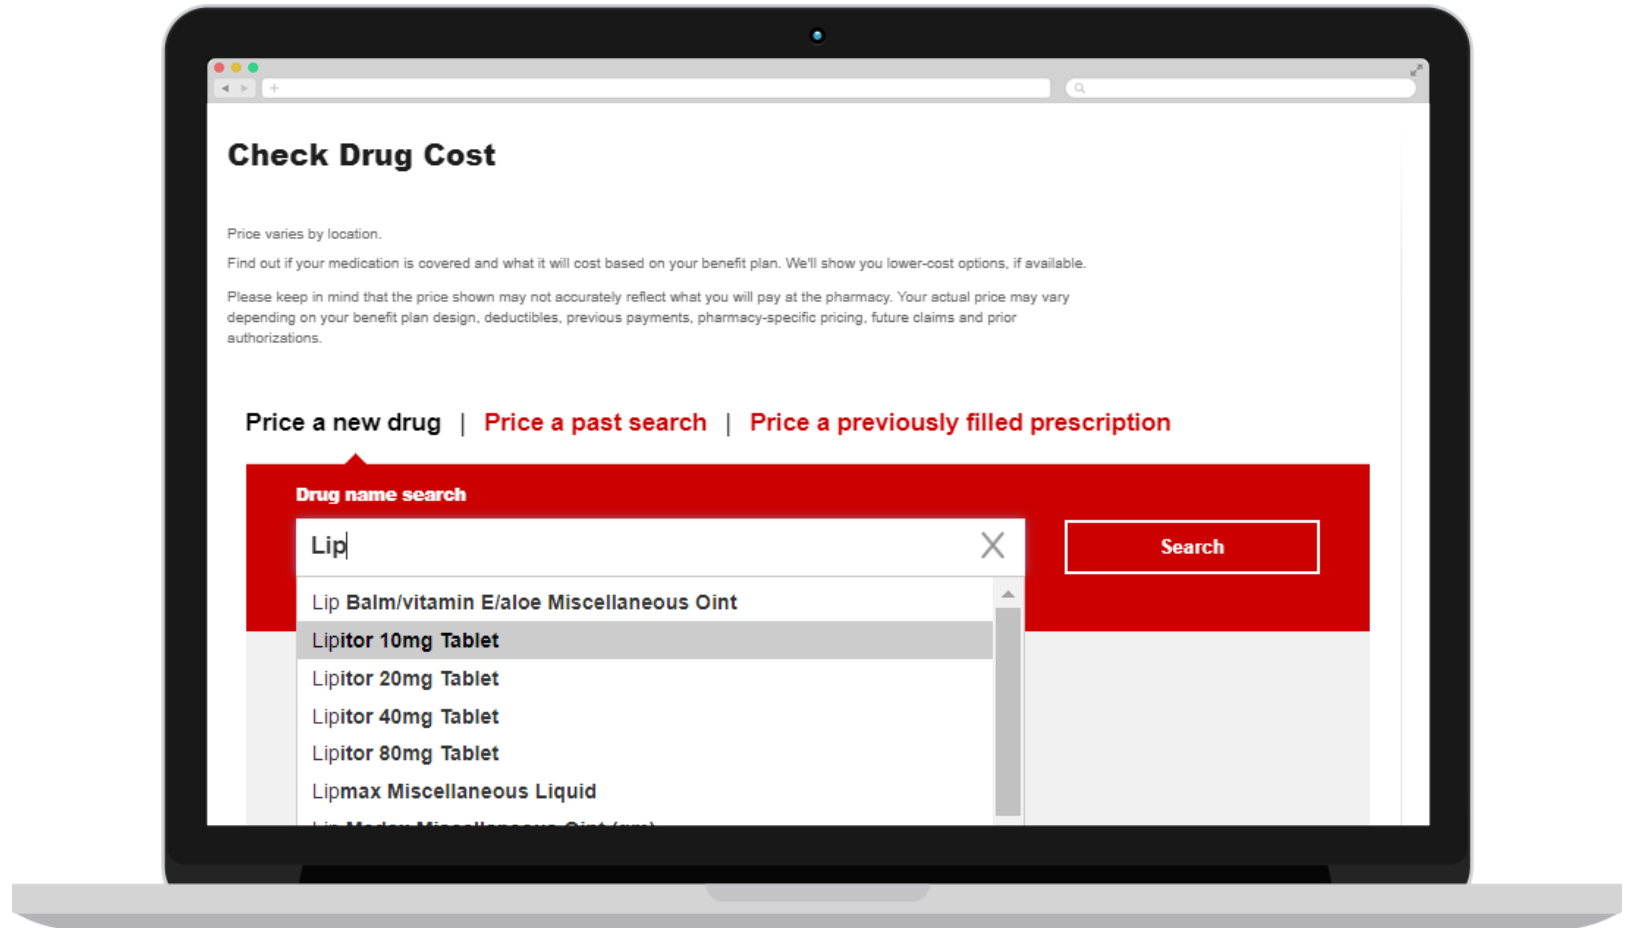 Check Drug Cost
Price varies by location.
Find out if your medication is covered and what it will cost based on your benefit plan. We'll show you lower-cost options, if available.
Please keep in mind that the price shown may not accurately reflect what you will pay at the pharmacy. Your actual price may vary
depending on your benefit plan design, deductibles, previous payments, pharmacy-specific pricing, future claims and prior
authorizations.
Price a new drug | Price a past search | Price a previously filled prescription
Drug name search
Lip
Search
Lip Balm/vitamin E/aloe Miscellaneous Oint
Lipitor 10mg Tablet
Lipitor 20mg Tablet
Lipitor 40mg Tablet
Lipitor 80mg Tablet
Lipmax Miscellaneous Liquid
Lip Medex Miscellaneous Oint (gm)